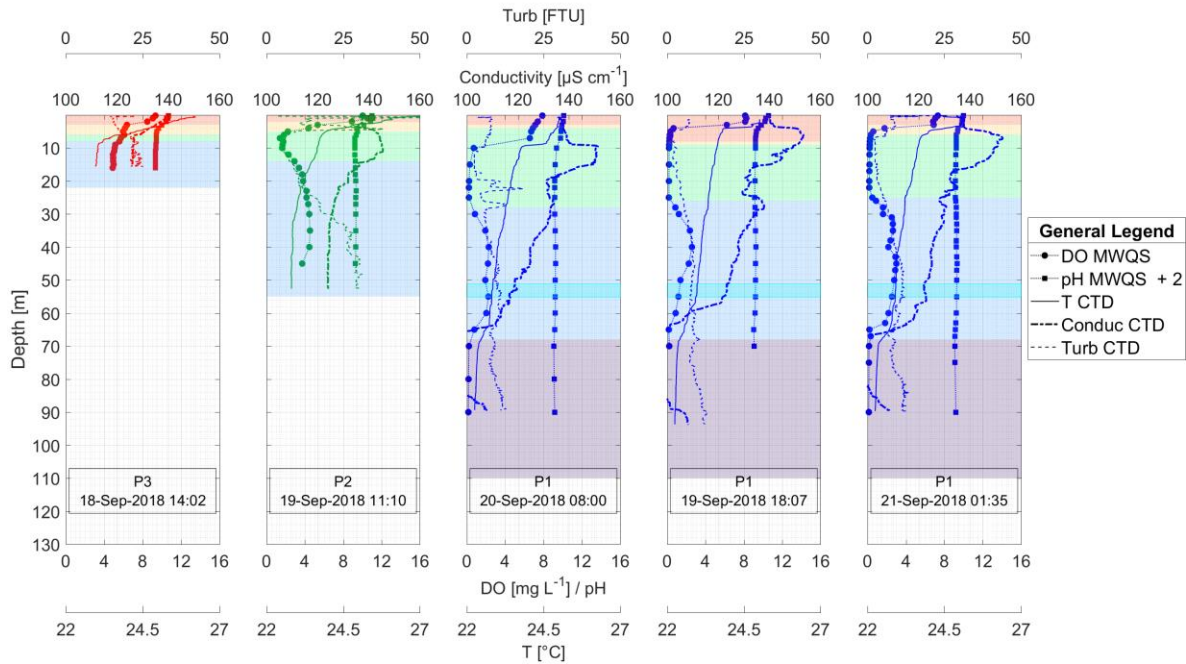 Turb [FTU]
0 25 50 0 25 50 0 25 50 0 25 50 0 25 50
Conductivity [µS cm⁻¹]
100 120 140 160 100 120 140 160 100 120 140 160 100 120 140 160 100 120 140 160
10
20
30
40
50
60
70
80
90
100
110
120
130
Depth [m]
P3
18-Sep-2018 14:02
P2
19-Sep-2018 11:10
P1
20-Sep-2018 08:00
P1
19-Sep-2018 18:07
P1
21-Sep-2018 01:35
General Legend
DO MWQS
pH MWQS + 2
T CTD
Conduc CTD
Turb CTD
0 4 8 12 16 0 4 8 12 16 0 4 8 12 16 0 4 8 12 16 0 4 8 12 16
DO [mg L⁻¹] / pH
22 24.5 27 22 24.5 27 22 24.5 27 22 24.5 27 22 24.5 27
T [°C]